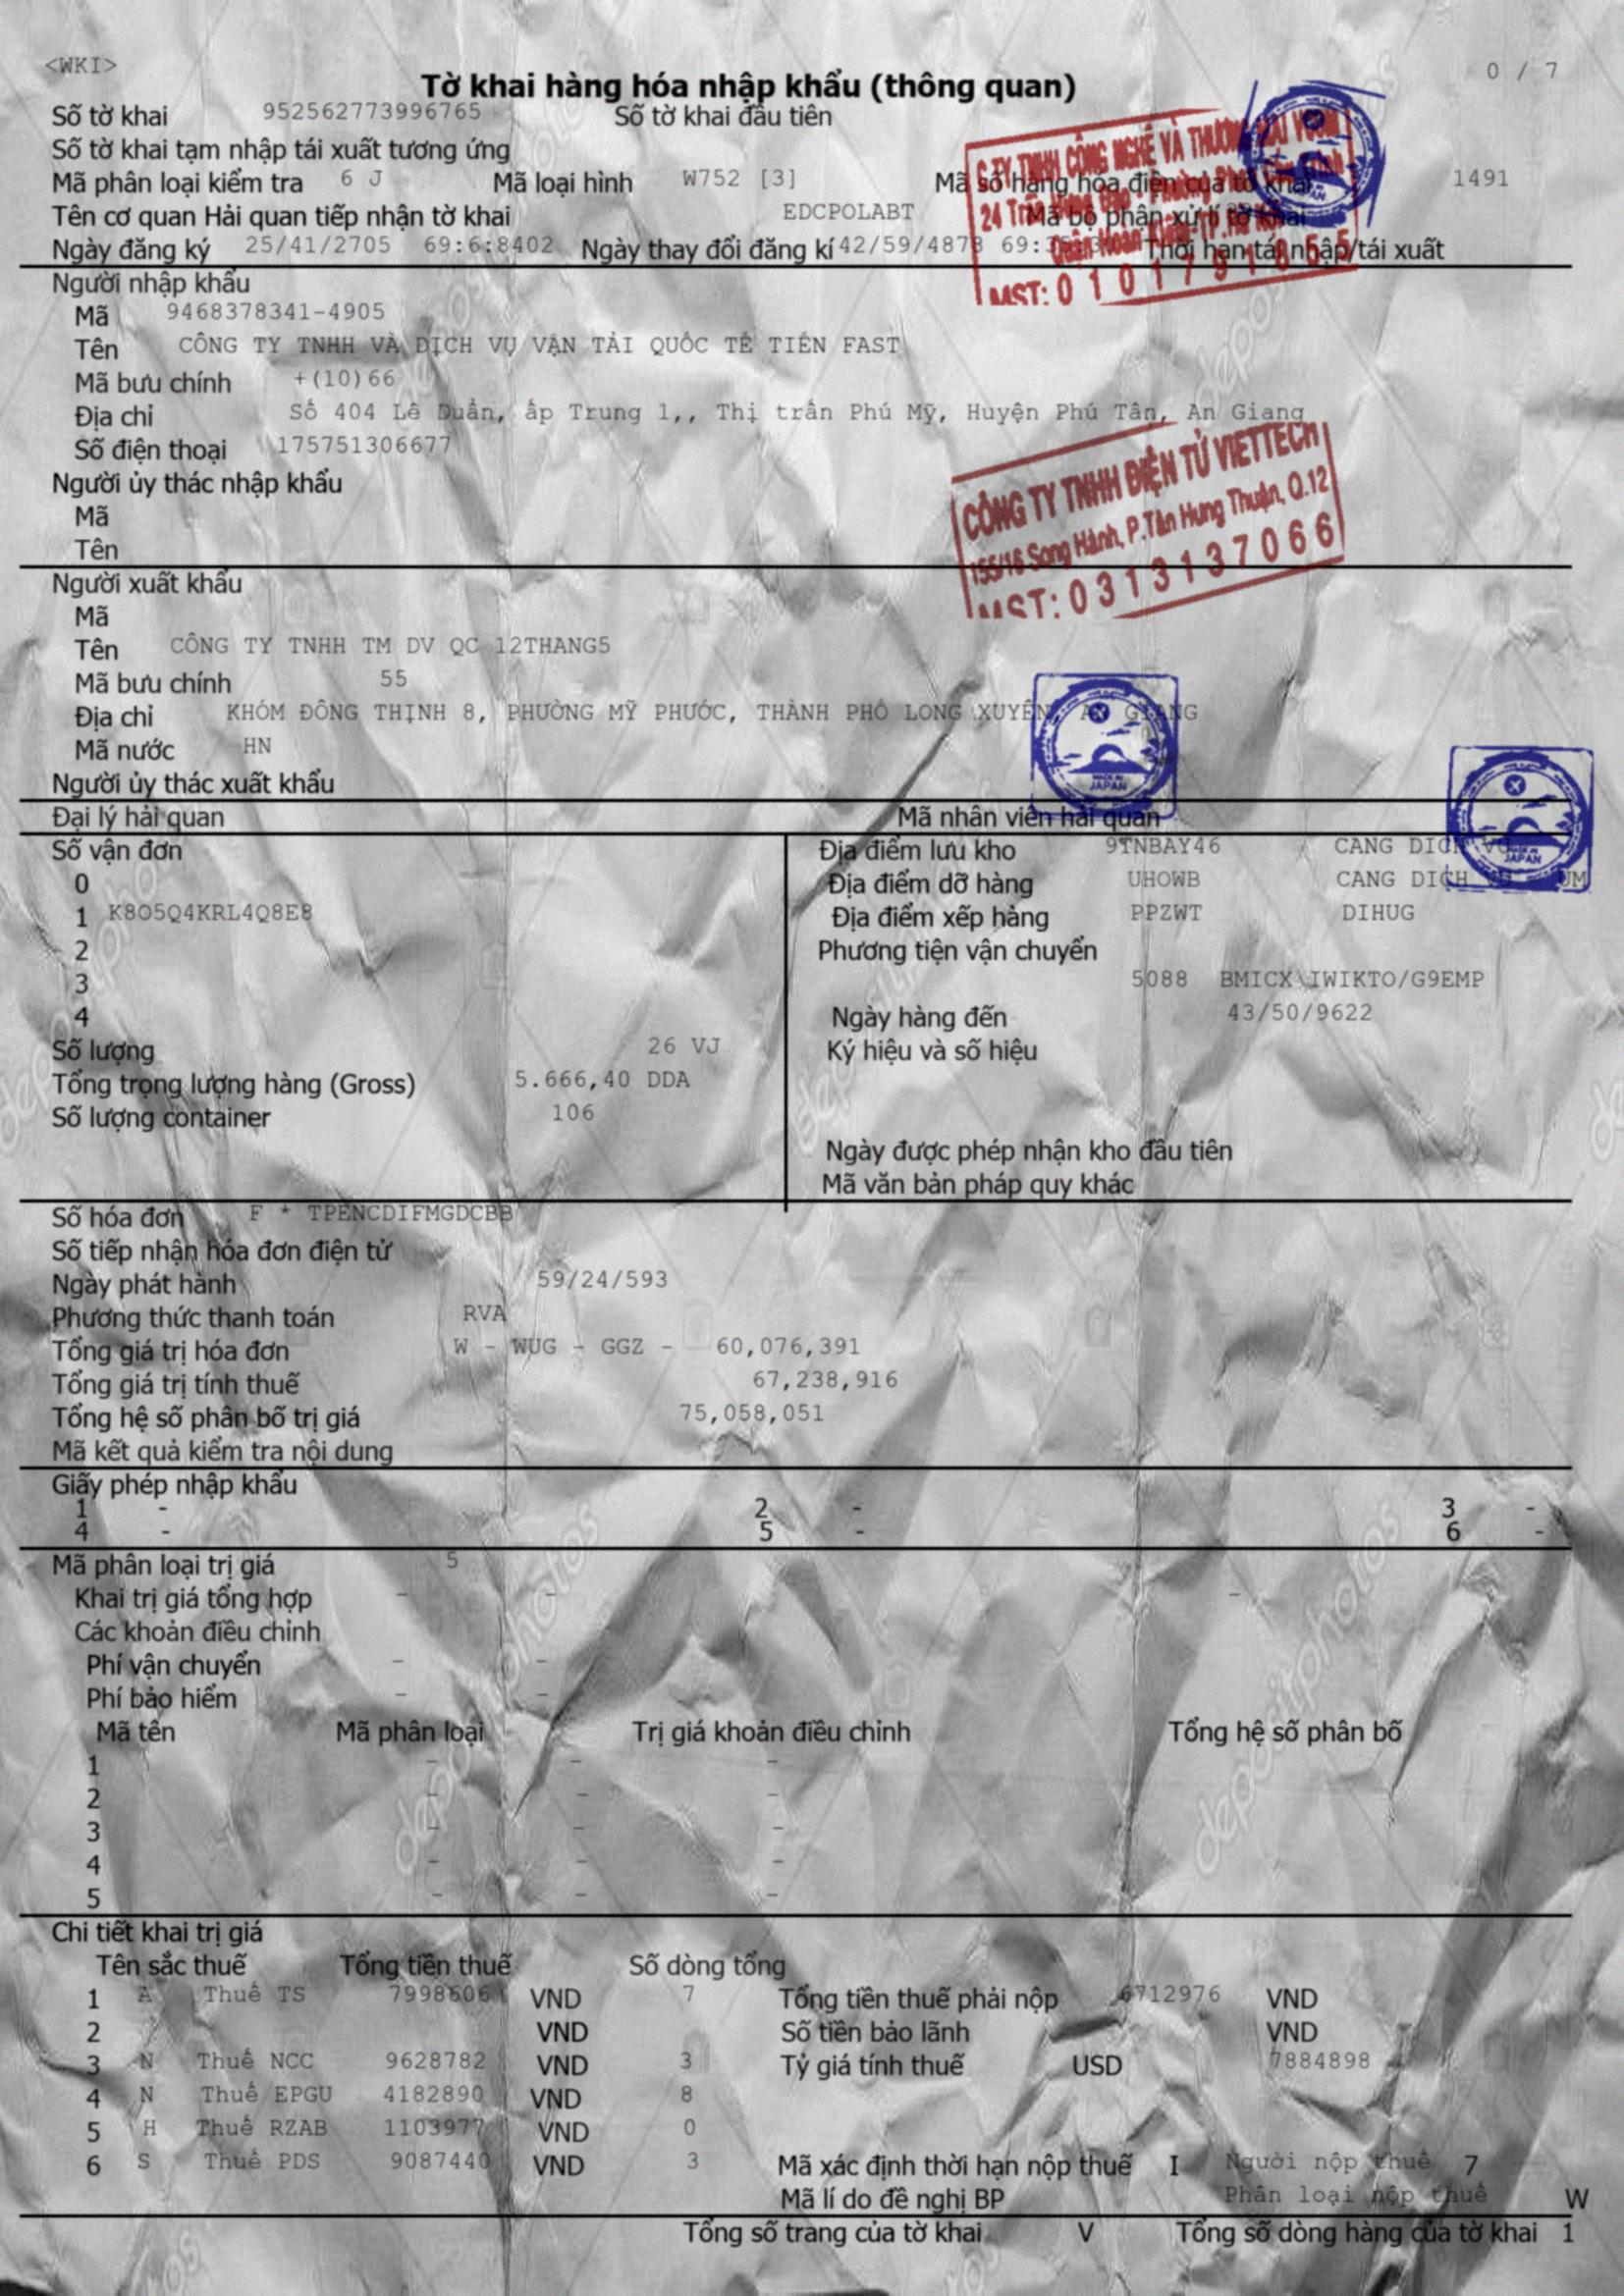 <WKI>
0 / 7
Tờ khai hàng hóa nhập khẩu (thông quan)
Số tờ khai 952562773996765 Số tờ khai đầu tiên
Số tờ khai tạm nhập tái xuất tương ứng
Mã phân loại kiểm tra 6 J Mã loại hình W752 [3] Mã số hàng hóa điện của tờ khai 1491
Tên cơ quan Hải quan tiếp nhận tờ khai EDCPOLABT Mã bộ phận xử lí tờ khai
Ngày đăng ký 25/41/2705 69:6:8402 Ngày thay đổi đăng kí 42/59/4878 Thời hạn tái nhập/tái xuất
C.TY TNHH CÔNG NGHỆ VÀ THƯƠNG
24
MST: 0 1 0 1 7 9 1 8 5 5
Người nhập khẩu
Mã 9468378341-4905
Tên CÔNG TY TNHH VÀ DỊCH VỤ VẬN TẢI QUỐC TẾ TIẾN FAST
Mã bưu chính +(10)66
Địa chỉ Số 404 Lê Duẩn, ấp Trung 1,, Thị trấn Phú Mỹ, Huyện Phú Tân, An Giang
Số điện thoại 175751306677
Người ủy thác nhập khẩu
Mã
Tên
CÔNG TY TNHH ĐIỆN TỬ VIETTECH
155/16 Song Hành, P.Tân Hưng Thuận, Q.12
MST: 0 3 1 3 1 3 7 0 6 6
Người xuất khẩu
Mã
Tên CÔNG TY TNHH TM DV QC 12THANG5
Mã bưu chính 55
Địa chỉ KHÓM ĐÔNG THỊNH 8, PHƯỜNG MỸ PHƯỚC, THÀNH PHỐ LONG XUYÊN, AN GIANG
Mã nước HN
MADE IN JAPAN
Người ủy thác xuất khẩu
Đại lý hải quan Mã nhân viên hải quan
Số vận đơn
0
1 K8O5Q4KRL4Q8E8
2
3
4
Số lượng 26 VJ
Tổng trọng lượng hàng (Gross) 5.666,40 DDA
Số lượng container 106
Địa điểm lưu kho 9TNBAY46 CANG DICH
Địa điểm dỡ hàng UHOWB CANG DICH
MADE IN JAPAN
Địa điểm xếp hàng PPZWT DIHUG
Phương tiện vận chuyển
5088 BMICX\IWIKTO/G9EMP
Ngày hàng đến 43/50/9622
Ký hiệu và số hiệu
Ngày được phép nhận kho đầu tiên
Mã văn bản pháp quy khác
Số hóa đơn F * TPENCDIFMGDCBB
Số tiếp nhận hóa đơn điện tử
Ngày phát hành 59/24/593
Phương thức thanh toán RVA
Tổng giá trị hóa đơn W - WUG - GGZ - 60,076,391
Tổng giá trị tính thuế 67,238,916
Tổng hệ số phân bổ trị giá 75,058,051
Mã kết quả kiểm tra nội dung
Giấy phép nhập khẩu
1 - 2 - 3 -
4 - 5 - 6 -
Mã phân loại trị giá 5
Khai trị giá tổng hợp - - -
Các khoản điều chỉnh
Phí vận chuyển - -
Phí bảo hiểm - -
Mã tên Mã phân loại Trị giá khoản điều chỉnh Tổng hệ số phân bổ
1 - - -
2 - - -
3 - - -
4 - - -
5 - - -
Chi tiết khai trị giá
Tên sắc thuế Tổng tiền thuế Số dòng tổng
1 A Thuế TS 7998606 VND 7 Tổng tiền thuế phải nộp 6712976 VND
2 VND Số tiền bảo lãnh VND
3 N Thuế NCC 9628782 VND 3 Tỷ giá tính thuế USD 7884898
4 N Thuế EPGU 4182890 VND 8
5 H Thuế RZAB 1103977 VND 0
6 S Thuế PDS 9087440 VND 3 Mã xác định thời hạn nộp thuế I Người nộp thuế 7
Mã lí do đề nghị BP Phân loại nộp thuế W
Tổng số trang của tờ khai V Tổng số dòng hàng của tờ khai 1